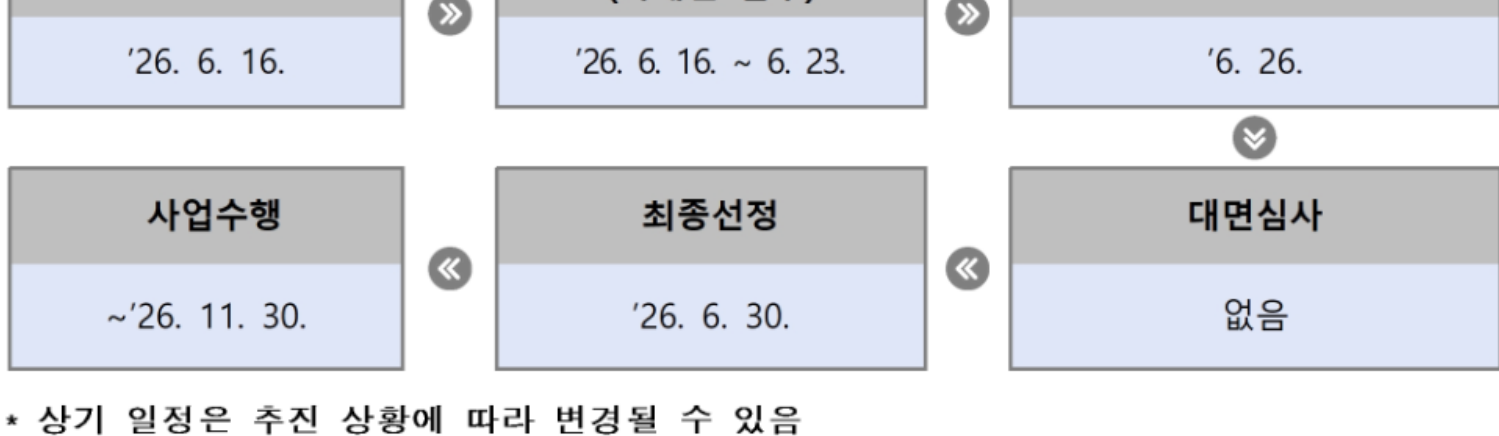 '26. 6. 16.
'26. 6. 16. ~ 6. 23.
'6. 26.
사업수행
최종선정
대면심사
~'26. 11. 30.
'26. 6. 30.
없음
* 상기 일정은 추진 상황에 따라 변경될 수 있음